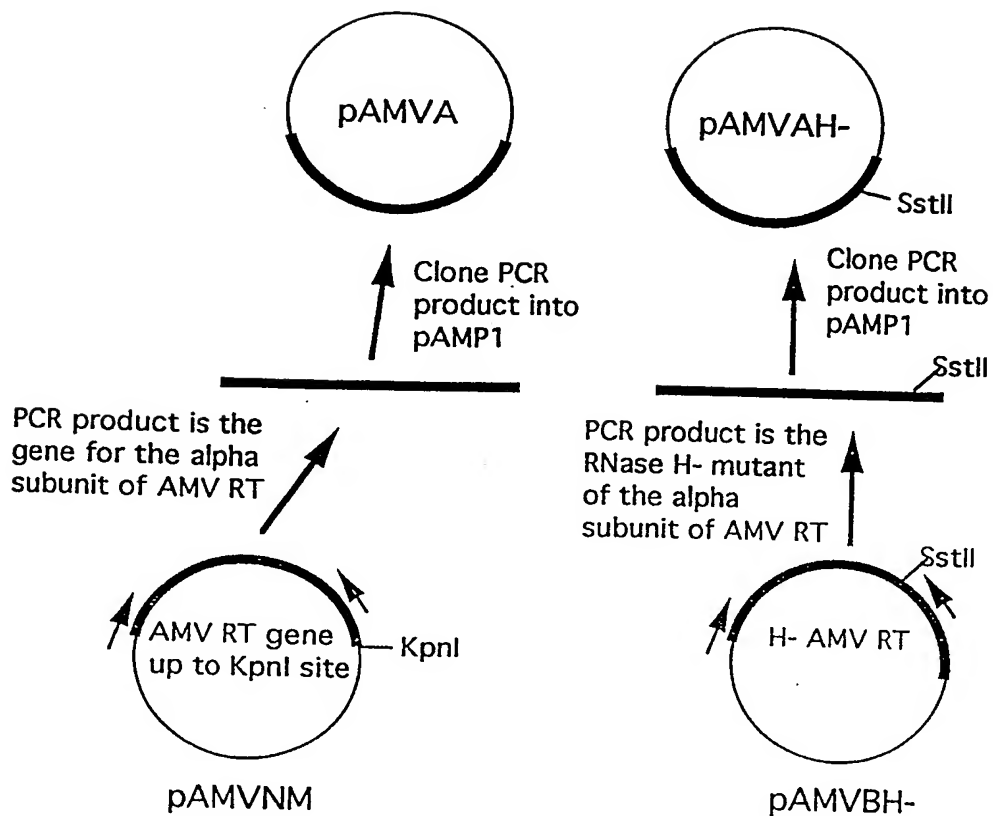 pAMVA
pAMVAH-
SstII
Clone PCR
product into
pAMP1
Clone PCR
product into
pAMP1
SstII
PCR product is the
gene for the alpha
subunit of AMV RT
PCR product is the
RNase H- mutant
of the alpha
subunit of AMV RT
SstII
AMV RT gene
up to KpnI site
KpnI
H- AMV RT
pAMVNM
pAMVBH-